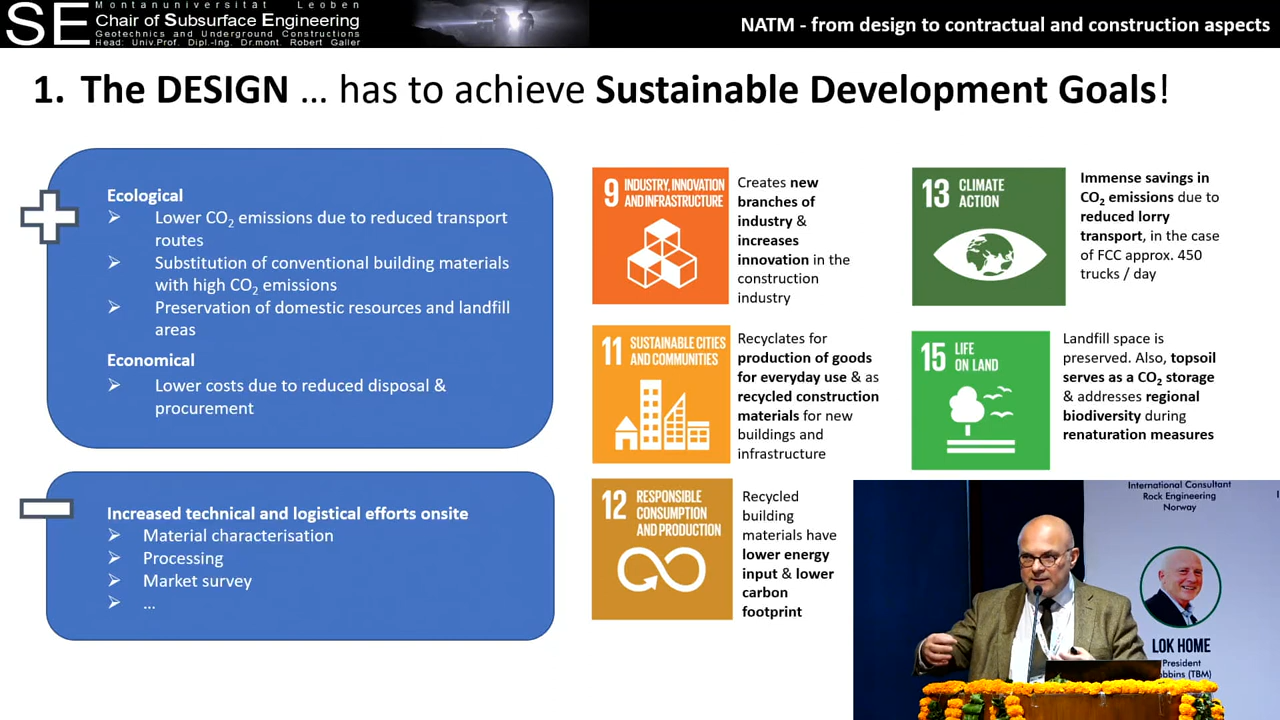 SE
Montanuniversität Leoben
Chair of Subsurface Engineering
Geotechnics and Underground Constructions
Head: Univ.Prof. Dipl.-Ing. Dr.mont. Robert Galler
NATM - from design to contractual and construction aspects
1. The DESIGN ... has to achieve Sustainable Development Goals!
Ecological
Lower CO2 emissions due to reduced transport
routes
Substitution of conventional building materials
with high CO2 emissions
Preservation of domestic resources and landfill
areas
Economical
Lower costs due to reduced disposal &
procurement
Increased technical and logistical efforts onsite
Material characterisation
Processing
Market survey
...
9 INDUSTRY, INNOVATION
AND INFRASTRUCTURE
Creates new
branches of
industry &
increases
innovation in the
construction
industry
11 SUSTAINABLE CITIES
AND COMMUNITIES
Recyclates for
production of goods
for everyday use & as
recycled construction
materials for new
buildings and
infrastructure
12 RESPONSIBLE
CONSUMPTION
AND PRODUCTION
Recycled
building
materials have
lower energy
input & lower
carbon
footprint
13 CLIMATE
ACTION
Immense savings in
CO2 emissions due to
reduced lorry
transport, in the case
of FCC approx. 450
trucks / day
15 LIFE
ON LAND
Landfill space is
preserved. Also, topsoil
serves as a CO2 storage
& addresses regional
biodiversity during
renaturation measures
International Consultant
Rock Engineering
Norway
LOK HOME
President
(TBM)